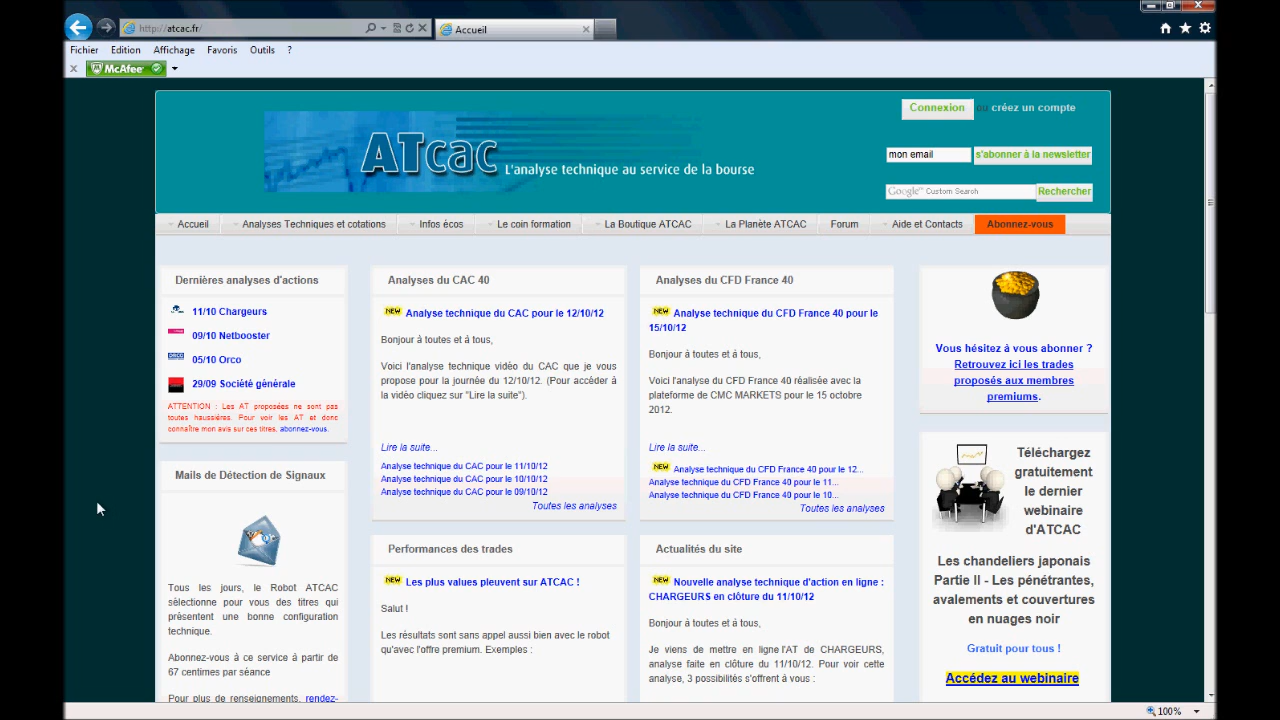 http://atcac.fr/
Accueil
Fichier Edition Affichage Favoris Outils ?
x McAfee
ATcac
L'analyse technique au service de la bourse
Connexion ou créez un compte
mon email s'abonner à la newsletter
Google™ Custom Search Rechercher
Accueil Analyses Techniques et cotations Infos écos Le coin formation La Boutique ATCAC La Planète ATCAC Forum Aide et Contacts Abonnez-vous
Dernières analyses d'actions
11/10 Chargeurs
09/10 Netbooster
ORCO 05/10 Orco
29/09 Société générale
ATTENTION : Les AT proposées ne sont pas
toutes haussières. Pour voir les AT et donc
connaître mon avis sur ces titres, abonnez-vous.
Mails de Détection de Signaux
Tous les jours, le Robot ATCAC
sélectionne pour vous des titres qui
présentent une bonne configuration
technique.
Abonnez-vous à ce service à partir de
67 centimes par séance
Pour plus de renseignements, rendez-
Analyses du CAC 40
NEW Analyse technique du CAC pour le 12/10/12
Bonjour à toutes et à tous,
Voici l'analyse technique vidéo du CAC que je vous
propose pour la journée du 12/10/12. (Pour accéder à
la vidéo cliquez sur "Lire la suite").
Lire la suite...
Analyse technique du CAC pour le 11/10/12
Analyse technique du CAC pour le 10/10/12
Analyse technique du CAC pour le 09/10/12
Toutes les analyses
Performances des trades
NEW Les plus values pleuvent sur ATCAC !
Salut !
Les résultats sont sans appel aussi bien avec le robot
qu'avec l'offre premium. Exemples :
Analyses du CFD France 40
NEW Analyse technique du CFD France 40 pour le
15/10/12
Bonjour à toutes et à tous,
Voici l'analyse du CFD France 40 réalisée avec la
plateforme de CMC MARKETS pour le 15 octobre
2012.
Lire la suite...
NEW Analyse technique du CFD France 40 pour le 12...
Analyse technique du CFD France 40 pour le 11...
Analyse technique du CFD France 40 pour le 10...
Toutes les analyses
Actualités du site
NEW Nouvelle analyse technique d'action en ligne :
CHARGEURS en clôture du 11/10/12
Bonjour à toutes et à tous,
Je viens de mettre en ligne l'AT de CHARGEURS,
analyse faite en clôture du 11/10/12. Pour voir cette
analyse, 3 possibilités s'offrent à vous :
Vous hésitez à vous abonner ?
Retrouvez ici les trades
proposés aux membres
premiums.
Téléchargez
gratuitement
le dernier
webinaire
d'ATCAC
Les chandeliers japonais
Partie II - Les pénétrantes,
avalements et couvertures
en nuages noir
Gratuit pour tous !
Accédez au webinaire
100%